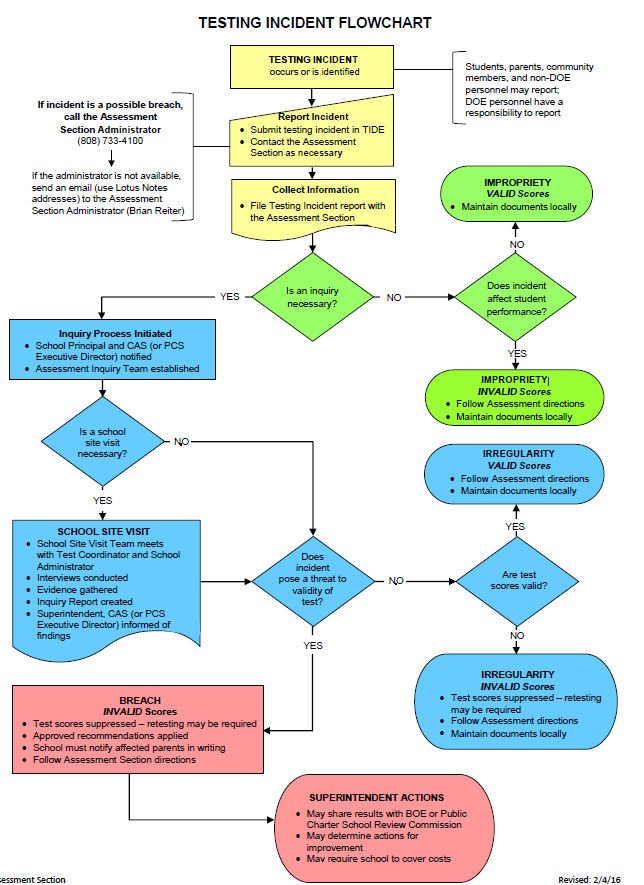 TESTING INCIDENT FLOWCHART
TESTING INCIDENT
occurs or is identified
Students, parents, community
members, and non-DOE
personnel may report;
DOE personnel have a
responsibility to report
If incident is a possible breach,
call the Assessment
Section Administrator
(808) 733-4100
If the administrator is not available,
send an email (use Lotus Notes
addresses) to the Assessment
Section Administrator (Brian Reiter)
Report Incident
• Submit testing incident in TIDE
• Contact the Assessment
Section as necessary
Collect Information
• File Testing Incident report with
the Assessment Section
IMPROPRIETY
VALID Scores
• Maintain documents locally
NO
Is an inquiry
necessary?
YES
NO
Does incident
affect student
performance?
YES
IMPROPRIETY
INVALID Scores
• Follow Assessment directions
• Maintain documents locally
Inquiry Process Initiated
• School Principal and CAS (or PCS
Executive Director) notified
• Assessment Inquiry Team established
Is a school
site visit
necessary?
NO
YES
IRREGULARITY
VALID Scores
• Follow Assessment directions
• Maintain documents locally
YES
SCHOOL SITE VISIT
• School Site Visit Team meets
with Test Coordinator and School
Administrator
• Interviews conducted
• Evidence gathered
• Inquiry Report created
• Superintendent, CAS (or PCS
Executive Director) informed of
findings
Does
incident
pose a threat to
validity of
test?
NO
YES
Are test
scores valid?
NO
IRREGULARITY
INVALID Scores
• Test scores suppressed – retesting
may be required
• Follow Assessment directions
• Maintain documents locally
BREACH
INVALID Scores
• Test scores suppressed – retesting may be required
• Approved recommendations applied
• School must notify affected parents in writing
• Follow Assessment Section directions
SUPERINTENDENT ACTIONS
• May share results with BOE or Public
Charter School Review Commission
• May determine actions for
improvement
• May require school to cover costs
sessment Section
Revised: 2/4/16